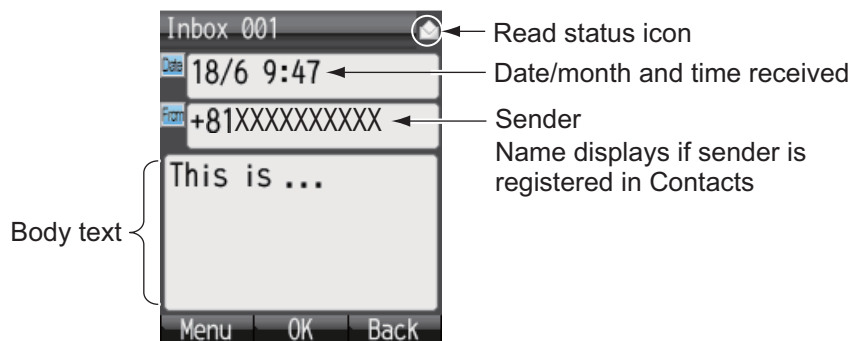 Inbox 001
Read status icon
Date
18/6 9:47
Date/month and time received
From
+81XXXXXXXXXX
Sender
Name displays if sender is
registered in Contacts
This is ...
Body text
Menu OK Back